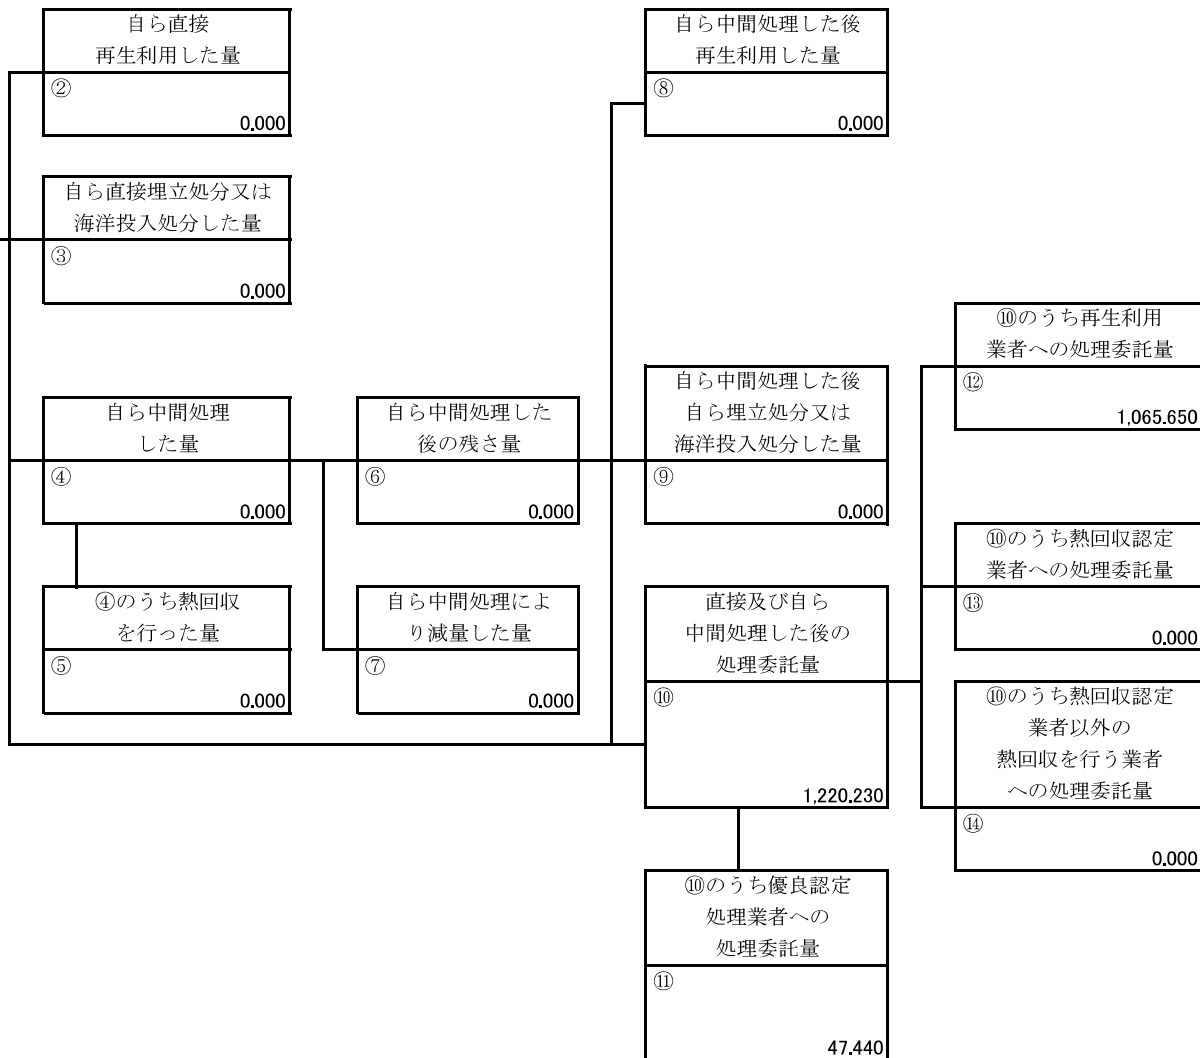 自ら直接
再生利用した量
②
0.000
自ら中間処理した後
再生利用した量
⑧
0.000
自ら直接埋立処分又は
海洋投入処分した量
③
0.000
⑩のうち再生利用
業者への処理委託量
⑫
1,065.650
自ら中間処理
した量
④
0.000
自ら中間処理した
後の残さ量
⑥
0.000
自ら中間処理した後
自ら埋立処分又は
海洋投入処分した量
⑨
0.000
⑩のうち熱回収認定
業者への処理委託量
⑬
0.000
④のうち熱回収
を行った量
⑤
0.000
自ら中間処理によ
り減量した量
⑦
0.000
直接及び自ら
中間処理した後の
処理委託量
⑩
1,220.230
⑩のうち熱回収認定
業者以外の
熱回収を行う業者
への処理委託量
⑭
0.000
⑩のうち優良認定
処理業者への
処理委託量
⑪
47.440